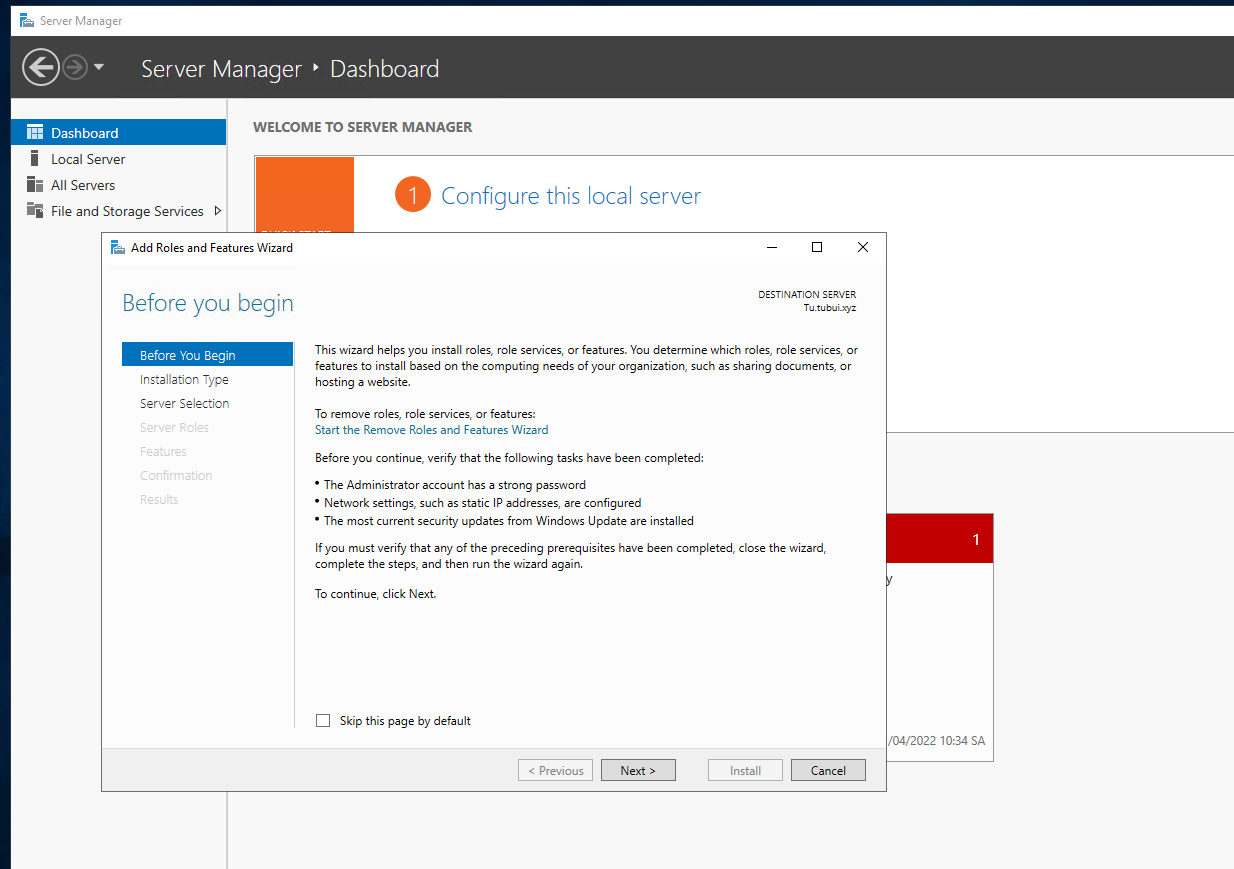 Server Manager
Server Manager ‣ Dashboard
Dashboard
Local Server
All Servers
File and Storage Services
WELCOME TO SERVER MANAGER
1 Configure this local server
QUICK START
Add Roles and Features Wizard
Before you begin
DESTINATION SERVER
Tu.tubui.xyz
Before You Begin
Installation Type
Server Selection
Server Roles
Features
Confirmation
Results
This wizard helps you install roles, role services, or features. You determine which roles, role services, or
features to install based on the computing needs of your organization, such as sharing documents, or
hosting a website.
To remove roles, role services, or features:
Start the Remove Roles and Features Wizard
Before you continue, verify that the following tasks have been completed:
• The Administrator account has a strong password
• Network settings, such as static IP addresses, are configured
• The most current security updates from Windows Update are installed
If you must verify that any of the preceding prerequisites have been completed, close the wizard,
complete the steps, and then run the wizard again.
To continue, click Next.
Skip this page by default
< Previous
Next >
Install
Cancel
1
y
/04/2022 10:34 SA